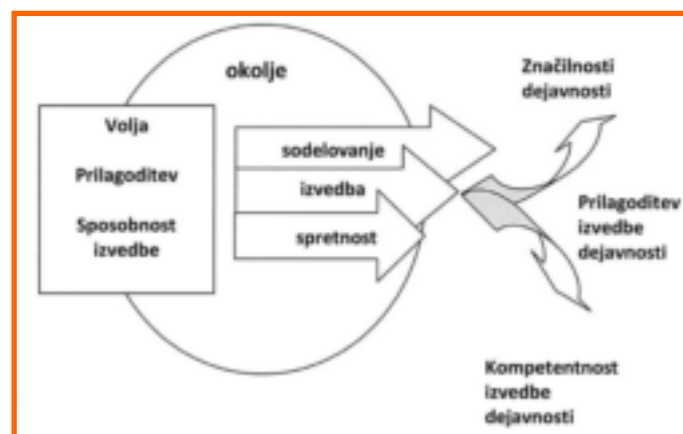 okolje
Volja
Prilagoditev
Sposobnost
izvedbe
sodelovanje
izvedba
spretnost
Značilnosti
dejavnosti
Prilagoditev
izvedbe
dejavnosti
Kompetentnost
izvedbe
dejavnosti